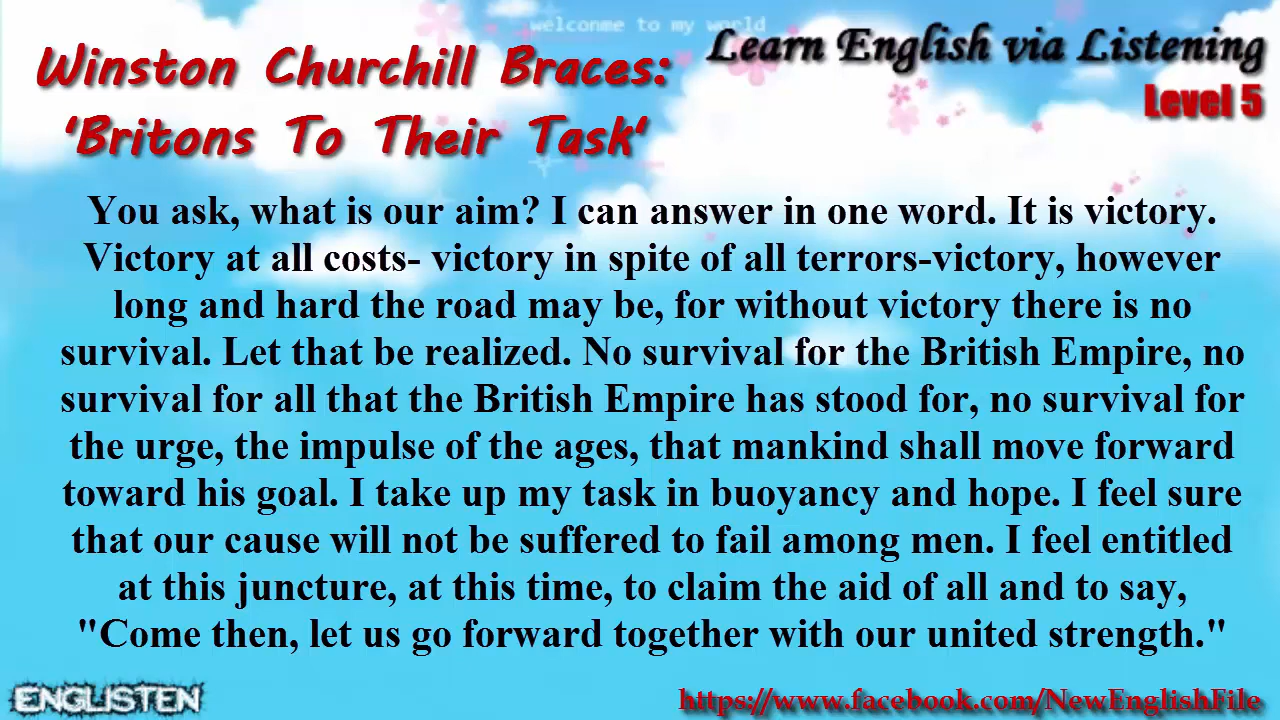 welconme to my world
Winston Churchill Braces:
'Britons To Their Task'
Learn English via Listening
Level 5
You ask, what is our aim? I can answer in one word. It is victory.
Victory at all costs- victory in spite of all terrors-victory, however
long and hard the road may be, for without victory there is no
survival. Let that be realized. No survival for the British Empire, no
survival for all that the British Empire has stood for, no survival for
the urge, the impulse of the ages, that mankind shall move forward
toward his goal. I take up my task in buoyancy and hope. I feel sure
that our cause will not be suffered to fail among men. I feel entitled
at this juncture, at this time, to claim the aid of all and to say,
"Come then, let us go forward together with our united strength."
ENGLISTEN
https://www.facebook.com/NewEnglishFile